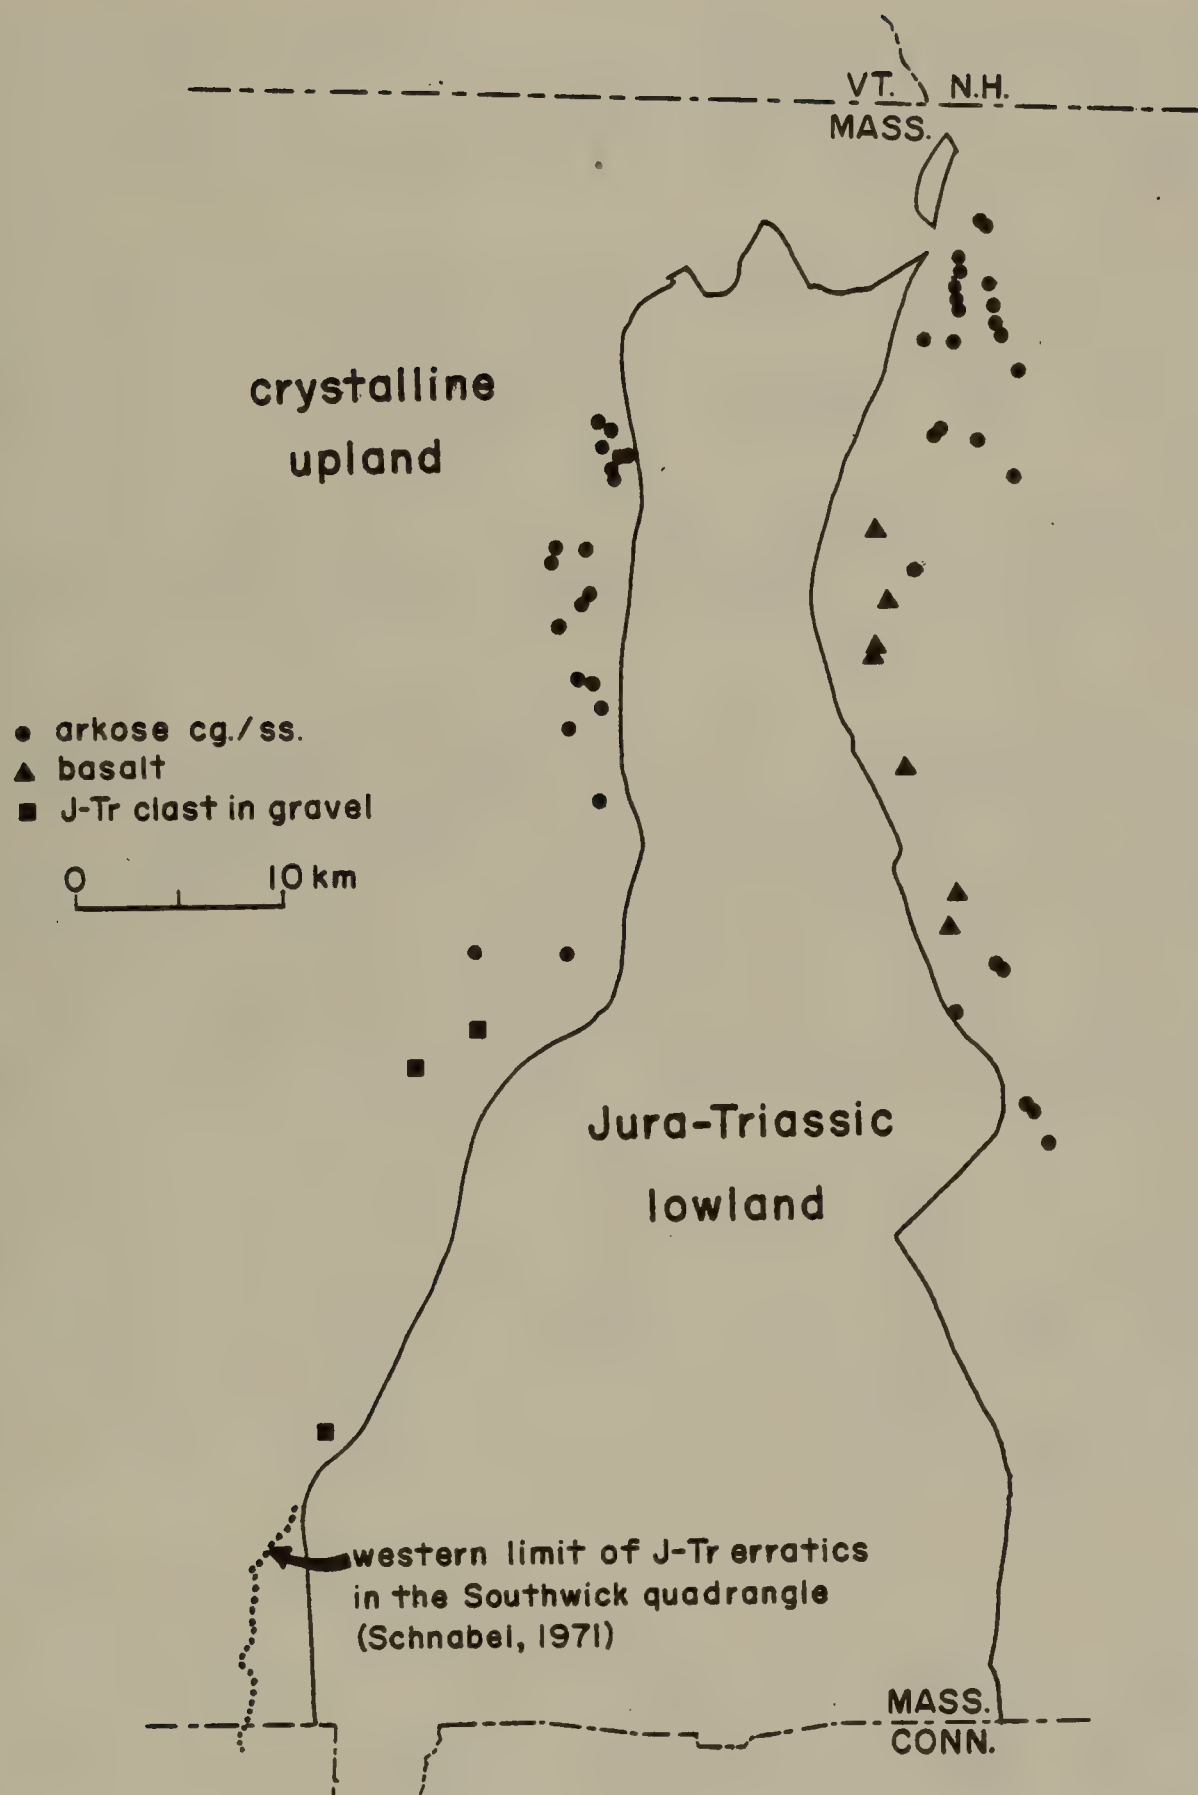 VT. N.H.
MASS.
crystalline
upland
arkose cg./ss.
basalt
J-Tr clast in gravel
0 10 km
Jura-Triassic
lowland
western limit of J-Tr erratics
in the Southwick quadrangle
(Schnabel, 1971)
MASS.
CONN.